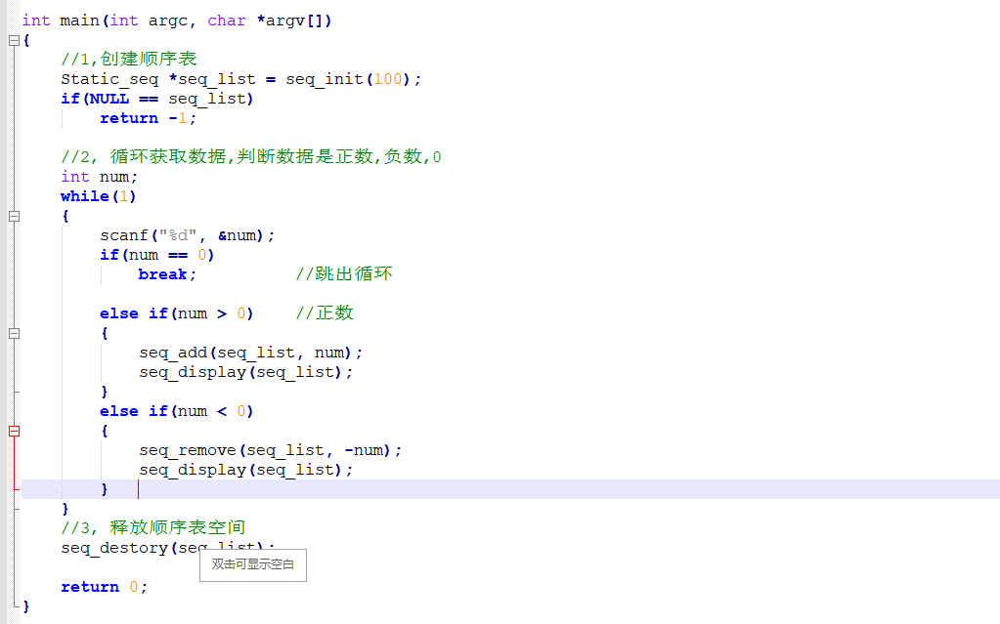 int main(int argc, char *argv[])
{
//1,创建顺序表
Static_seq *seq_list = seq_init(100);
if(NULL == seq_list)
return -1;
//2, 循环获取数据,判断数据是正数,负数,0
int num;
while(1)
{
scanf("%d", &num);
if(num == 0)
break; //跳出循环
else if(num > 0) //正数
{
seq_add(seq_list, num);
seq_display(seq_list);
}
else if(num < 0)
{
seq_remove(seq_list, -num);
seq_display(seq_list);
}
}
//3, 释放顺序表空间
seq_destory(seq_list);
双击可显示空白
return 0;
}